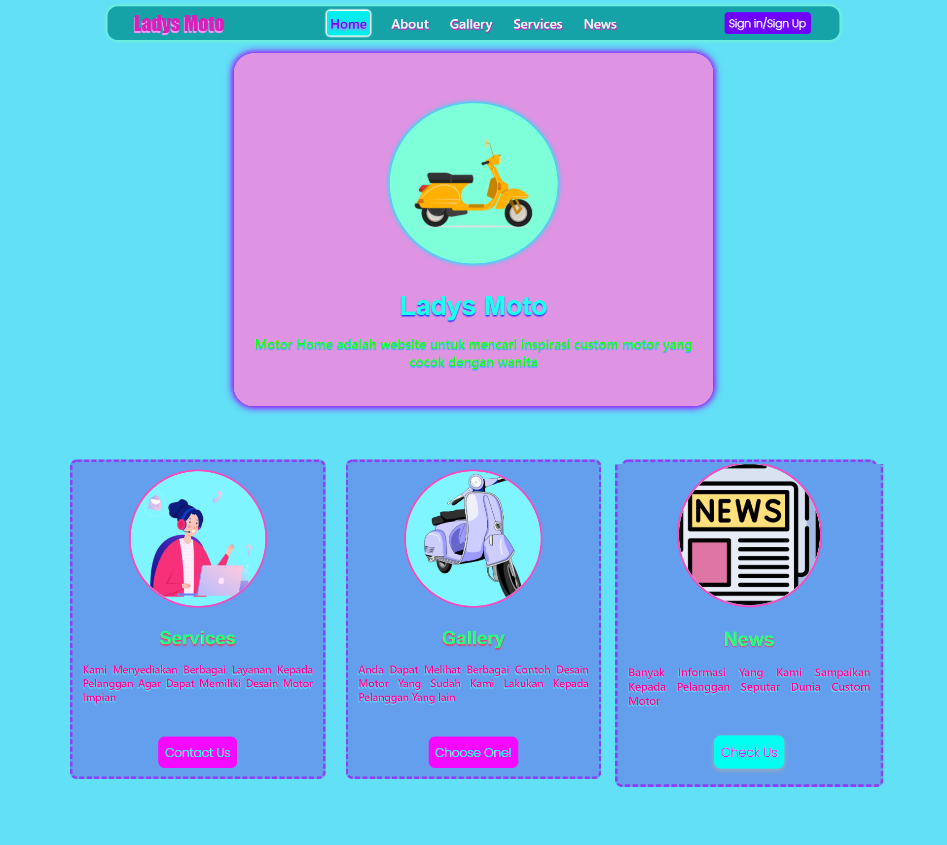 Ladys Moto
Home About Gallery Services News
Sign in/Sign Up
Ladys Moto
Motor Home adalah website untuk mencari inspirasi custom motor yang
cocok dengan wanita
Services
Kami Menyediakan Berbagai Layanan Kepada
Pelanggan Agar Dapat Memiliki Desain Motor
Impian
Contact Us
Gallery
Anda Dapat Melihat Berbagai Contoh Desain
Motor Yang Sudah Kami Lakukan Kepada
Pelanggan Yang lain
Choose One!
NEWS
News
Banyak Informasi Yang Kami Sampaikan
Kepada Pelanggan Seputar Dunia Custom
Motor
Check Us